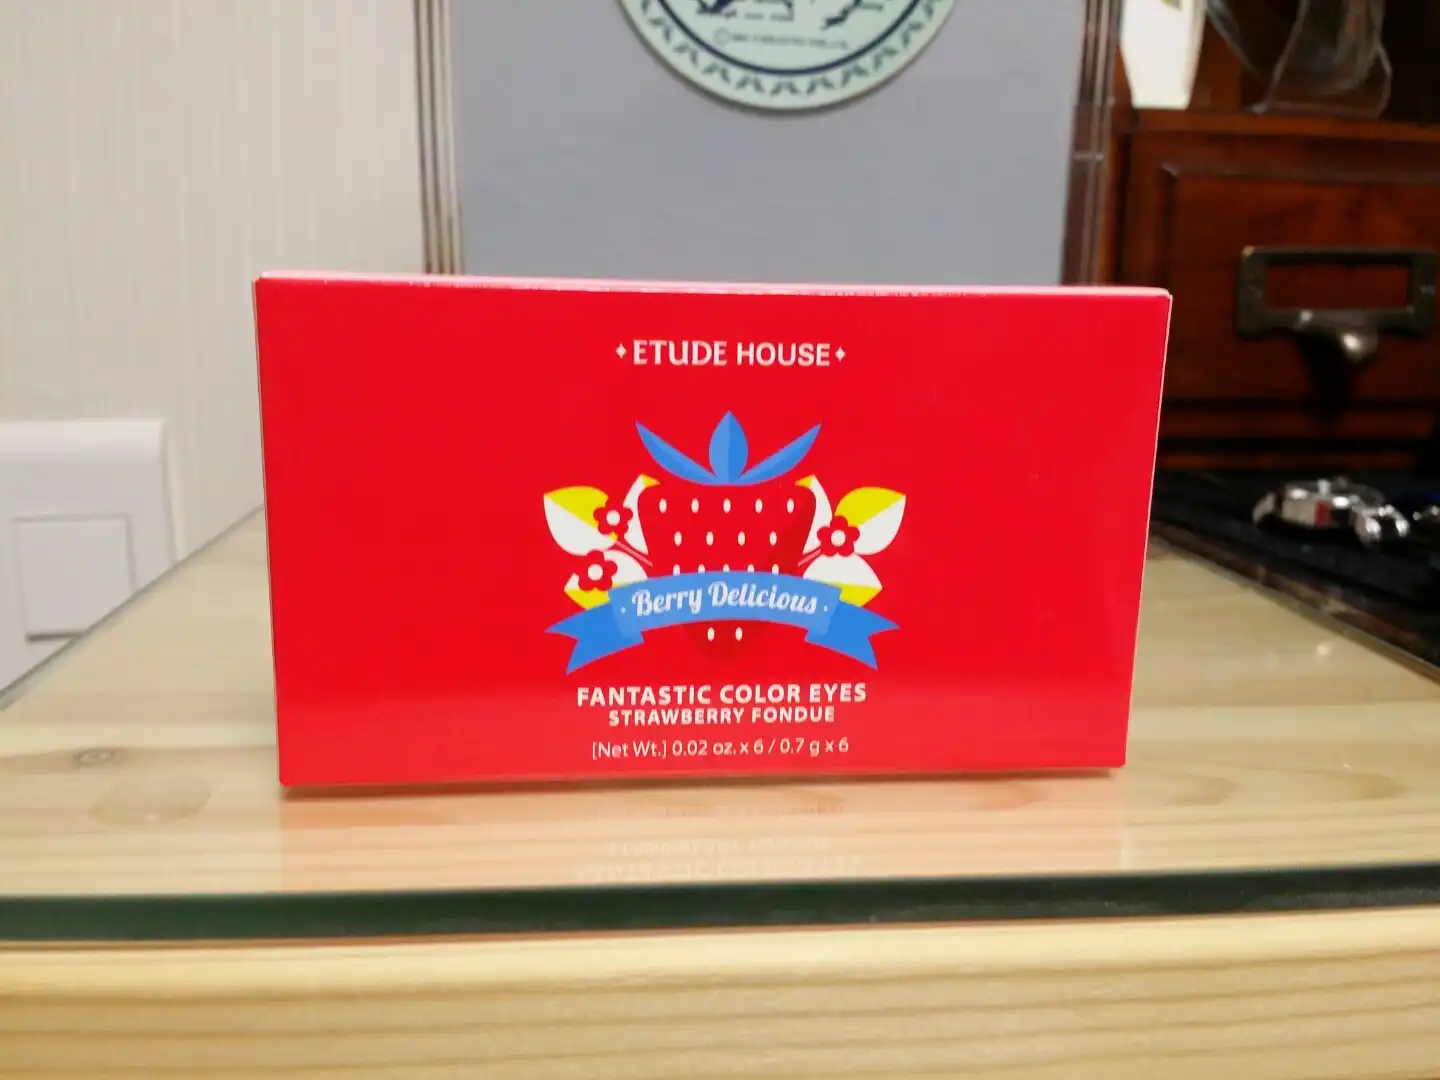 ETUDE HOUSE
Berry Delicious
FANTASTIC COLOR EYES
STRAWBERRY FONDUE
[Net Wt.] 0.02 oz. x 6 / 0.7 g x 6